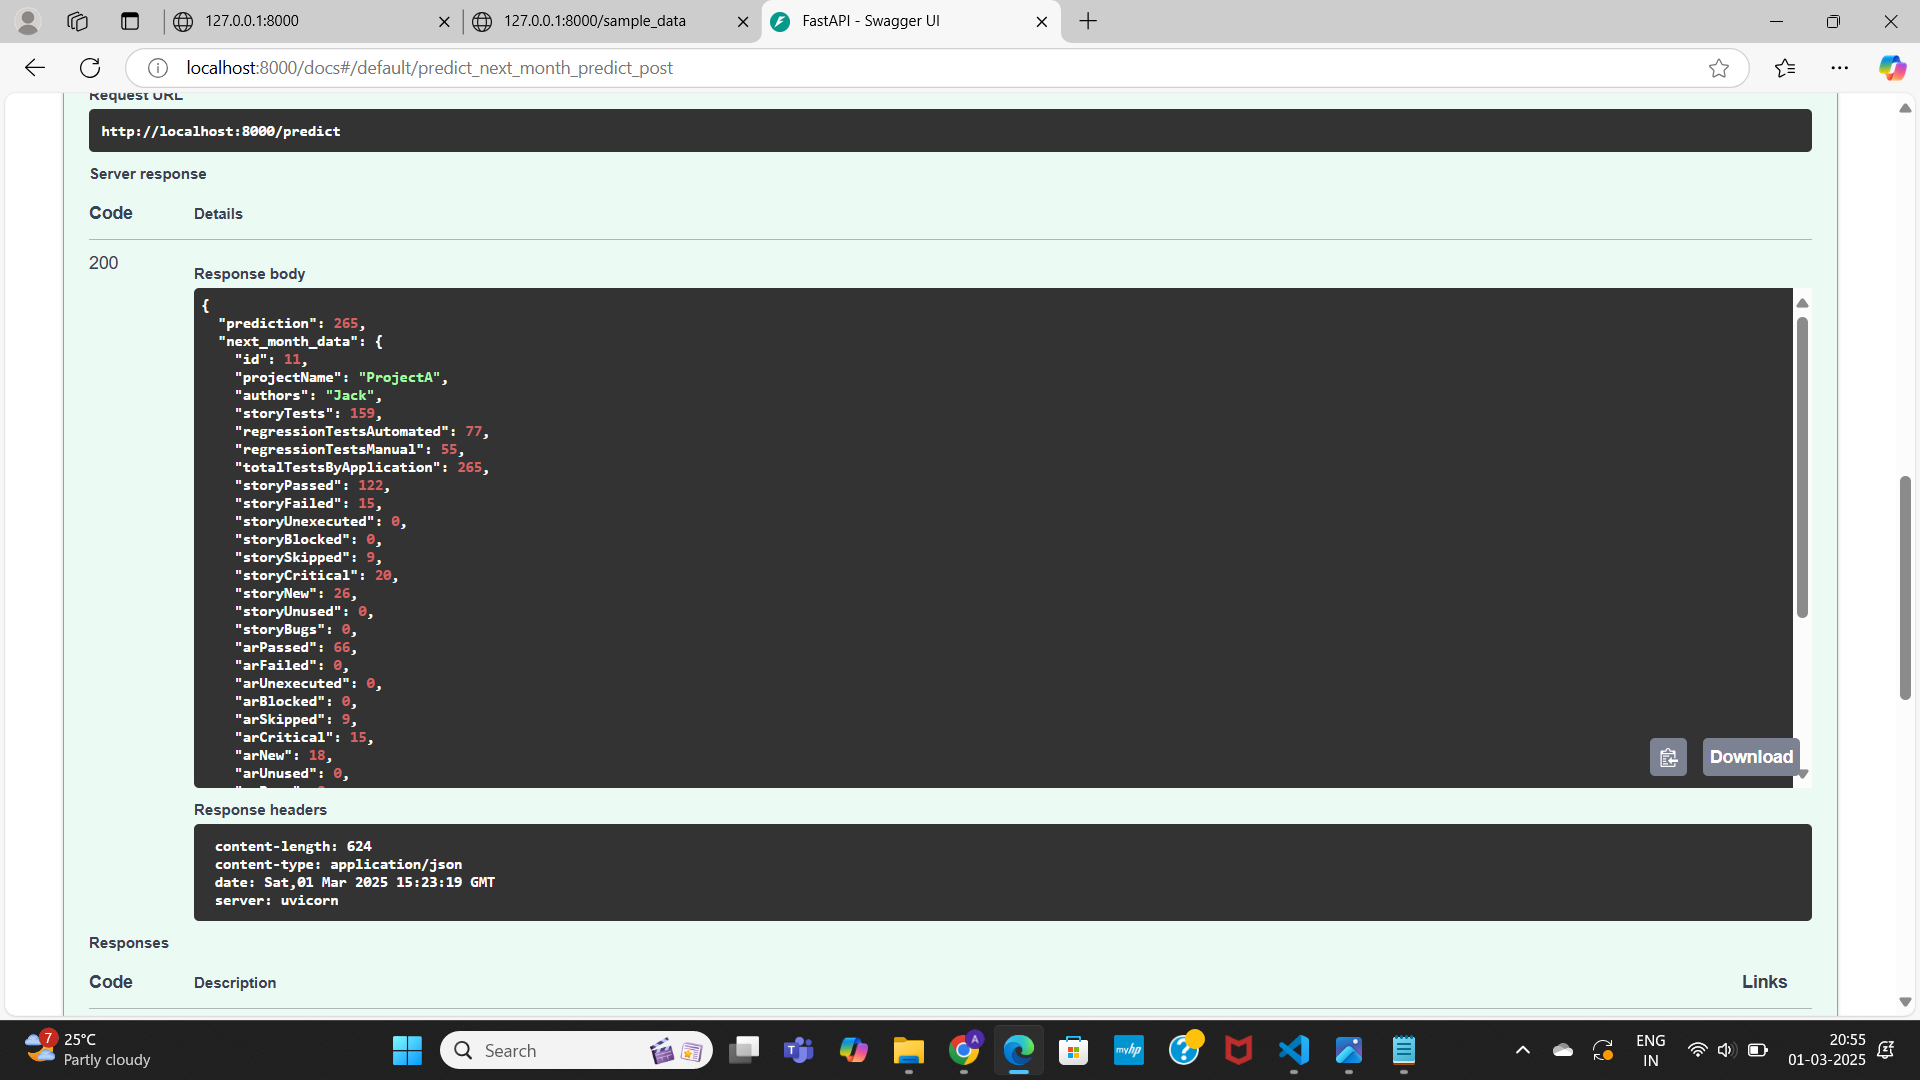 127.0.0.1:8000
127.0.0.1:8000/sample_data
FastAPI - Swagger UI
localhost:8000/docs#/default/predict_next_month_predict_post
Request URL
http://localhost:8000/predict
Server response
Code Details
200
Response body
{
"prediction": 265,
"next_month_data": {
"id": 11,
"projectName": "ProjectA",
"authors": "Jack",
"storyTests": 159,
"regressionTestsAutomated": 77,
"regressionTestsManual": 55,
"totalTestsByApplication": 265,
"storyPassed": 122,
"storyFailed": 15,
"storyUnexecuted": 0,
"storyBlocked": 0,
"storySkipped": 9,
"storyCritical": 20,
"storyNew": 26,
"storyUnused": 0,
"storyBugs": 0,
"arPassed": 66,
"arFailed": 0,
"arUnexecuted": 0,
"arBlocked": 0,
"arSkipped": 9,
"arCritical": 15,
"arNew": 18,
"arUnused": 0,
Download
Response headers
content-length: 624
content-type: application/json
date: Sat,01 Mar 2025 15:23:19 GMT
server: uvicorn
Responses
Code Description Links
7
25°C
Partly cloudy
Search
A
myhp
ENG
IN
20:55
01-03-2025